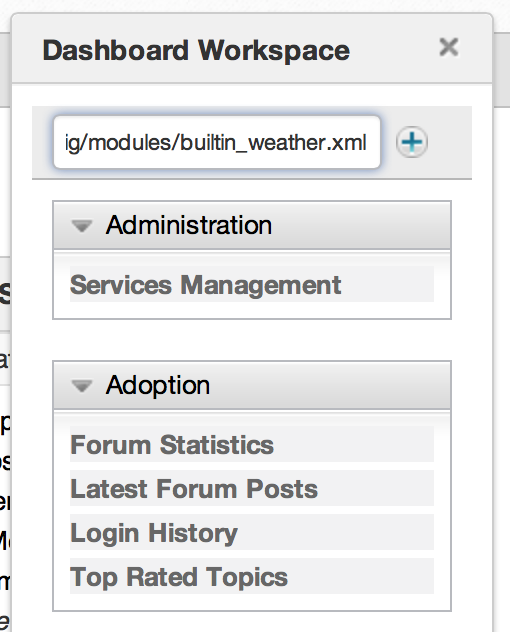 Dashboard Workspace
ig/modules/builtin_weather.xml
Administration
Services Management
Adoption
Forum Statistics
Latest Forum Posts
Login History
Top Rated Topics